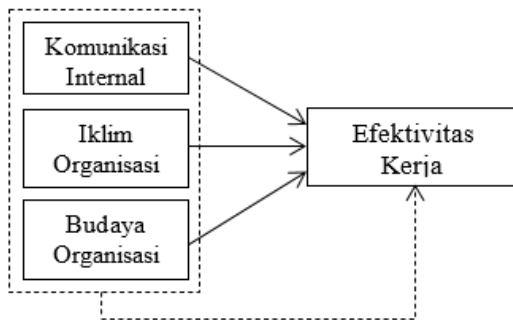 Komunikasi
Internal
Iklim
Organisasi
Budaya
Organisasi
Efektivitas
Kerja